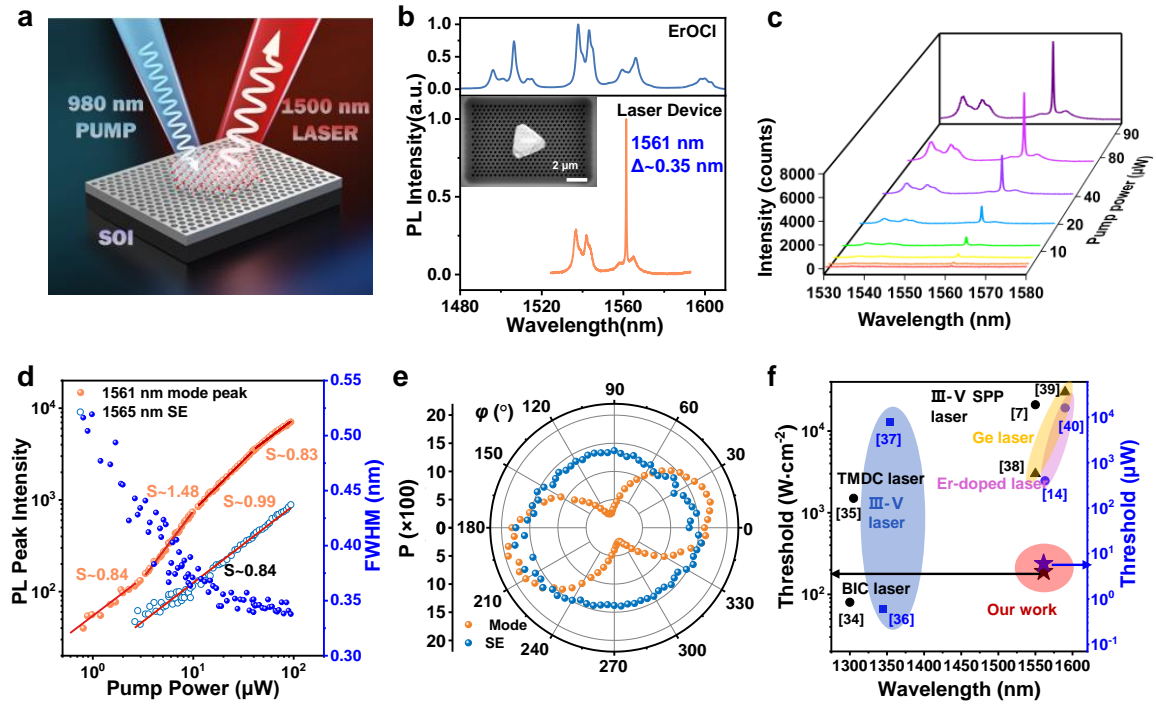 a
980 nm
PUMP
1500 nm
LASER
SOI
b
PL Intensity(a.u.)
1.0
0.5
0.0
ErOCl
Laser Device
1561 nm
Δ~0.35 nm
2 μm
1.0
0.5
0.0
1480 1520 1560 1600
Wavelength(nm)
c
Intensity (counts)
8000
6000
4000
2000
0
1530 1540 1550 1560 1570 1580
Wavelength (nm)
90
80
40
20
10
Pump power (μW)
d
1561 nm mode peak
1565 nm SE
PL Peak Intensity
10⁴
10³
10²
S~0.83
S~1.48
S~0.99
S~0.84
S~0.84
0.55
0.50
0.45
0.40
0.35
0.30
FWHM (nm)
10⁰ 10¹ 10²
Pump Power (μW)
e
φ (°)
P (×100)
20
15
10
5
0
5
10
15
20
90
120 60
150 30
180 0
210 330
240 300
270
Mode
SE
f
Threshold (W·cm⁻²)
10⁴
10³
10²
III-V SPP
laser
[7]
[39]
[37]
Ge laser
[40]
[38]
TMDC laser
Er-doped laser
[35]
III-V
laser
[14]
BIC laser
[34]
[36]
Our work
10⁴
10³
10²
10¹
10⁰
10⁻¹
Threshold (μW)
1300 1350 1400 1450 1500 1550 1600
Wavelength (nm)